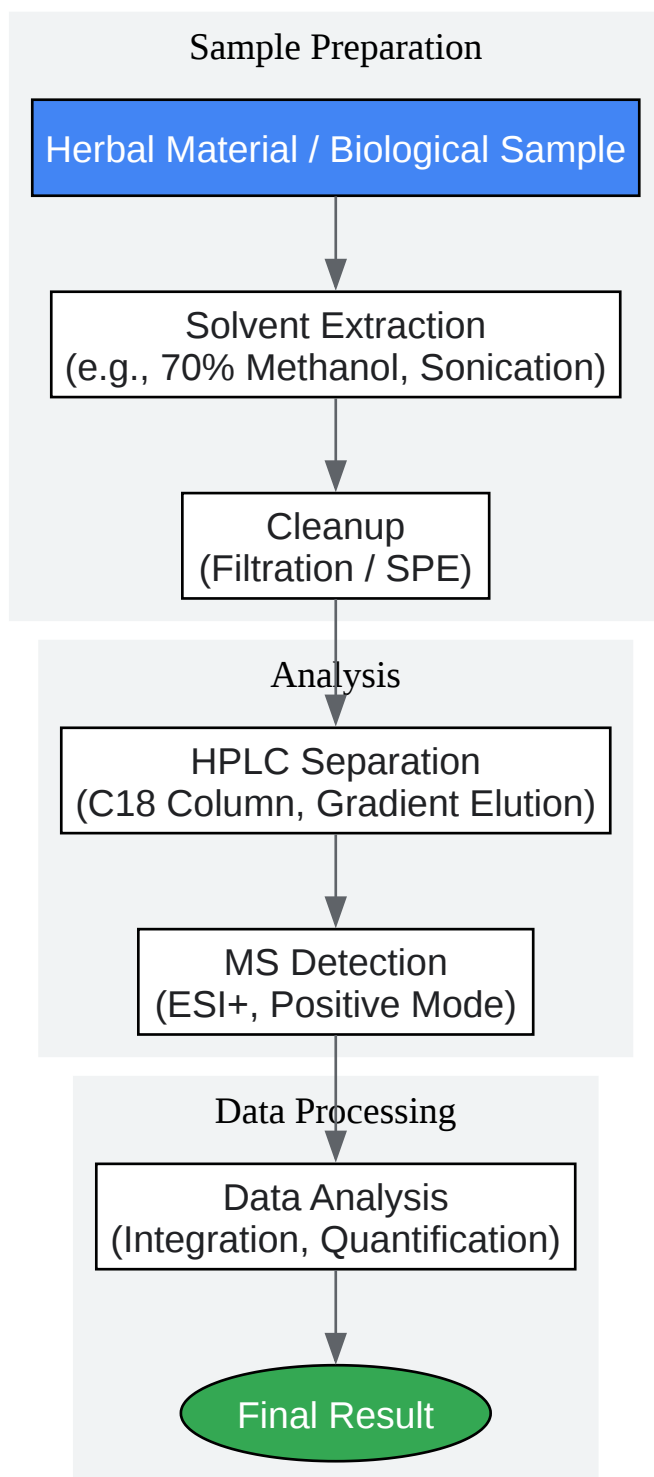 Sample Preparation
Herbal Material / Biological Sample
Solvent Extraction
(e.g., 70% Methanol, Sonication)
Cleanup
(Filtration / SPE)
Analysis
HPLC Separation
(C18 Column, Gradient Elution)
MS Detection
(ESI+, Positive Mode)
Data Processing
Data Analysis
(Integration, Quantification)
Final Result